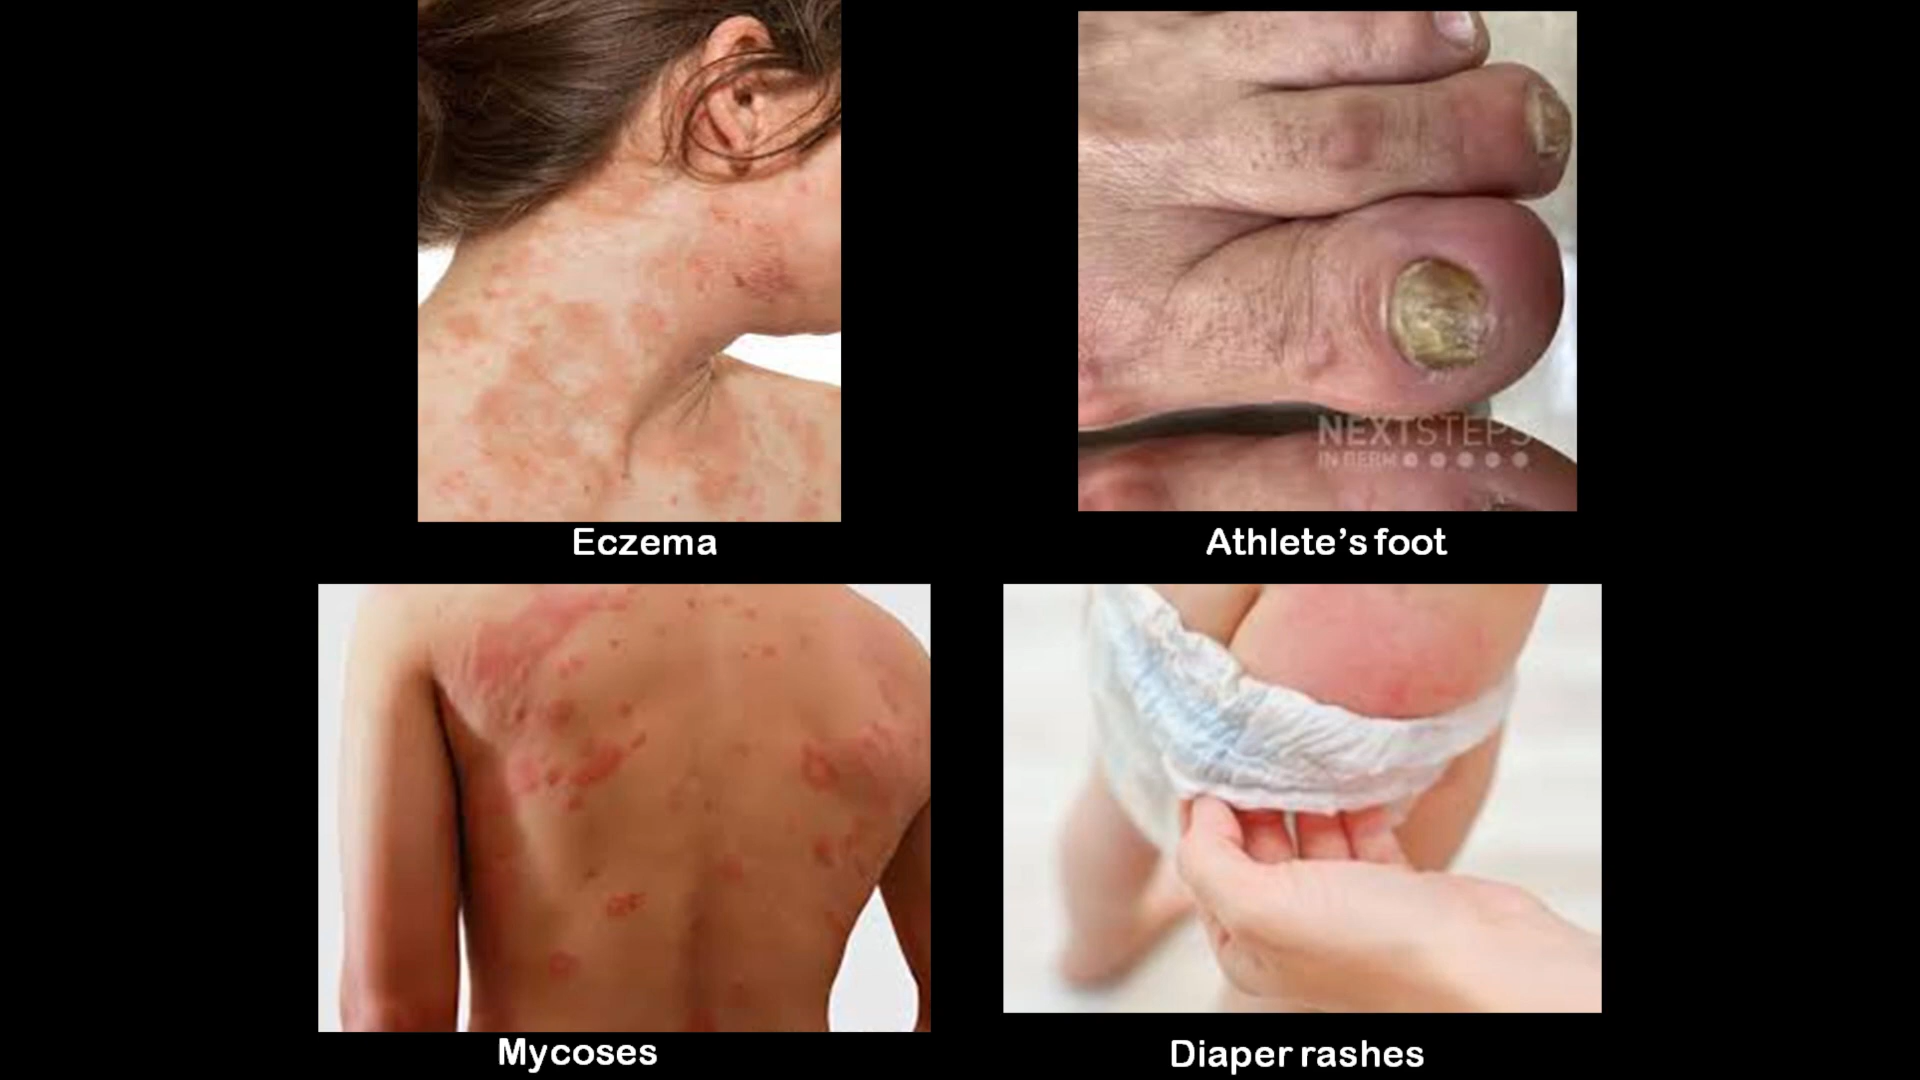 NEXTSTEPS
IN DERM
Eczema
Athlete's foot
Mycoses
Diaper rashes